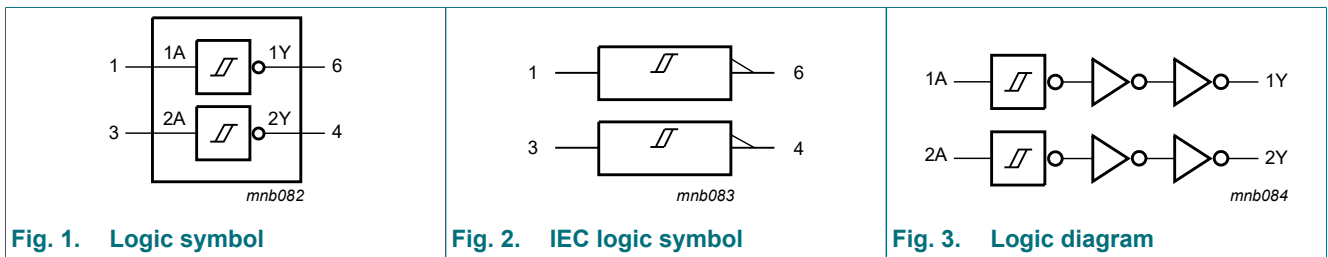 1 1A 1Y 6
3 2A 2Y 4
mnb082
Fig. 1. Logic symbol
1 6
3 4
mnb083
Fig. 2. IEC logic symbol
1A 1Y
2A 2Y
mnb084
Fig. 3. Logic diagram